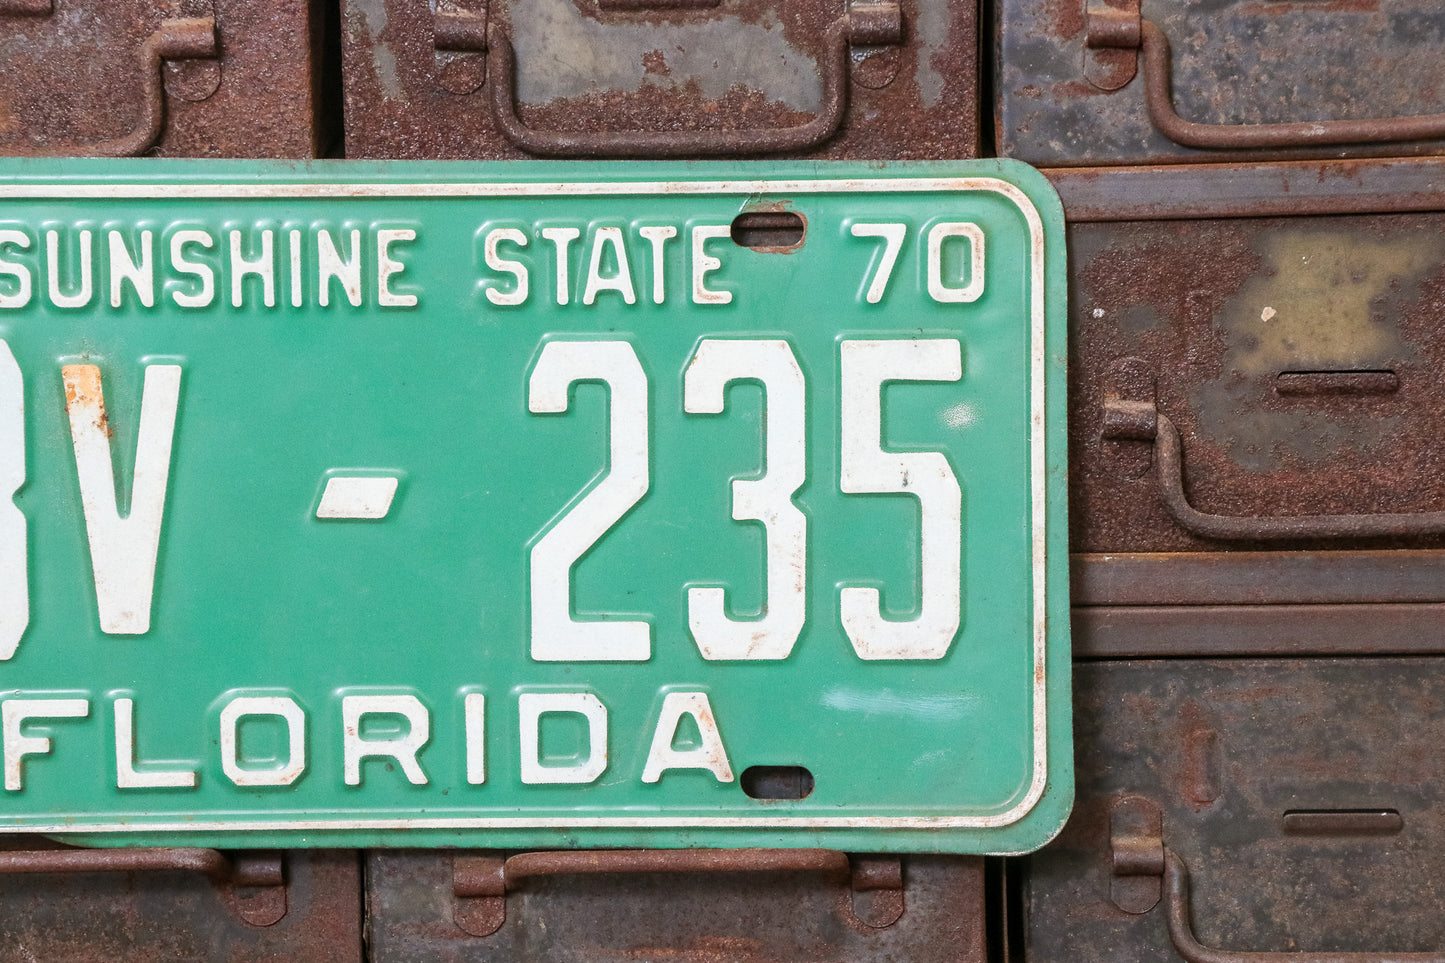 SUNSHINE STATE 70
V - 235
FLORIDA